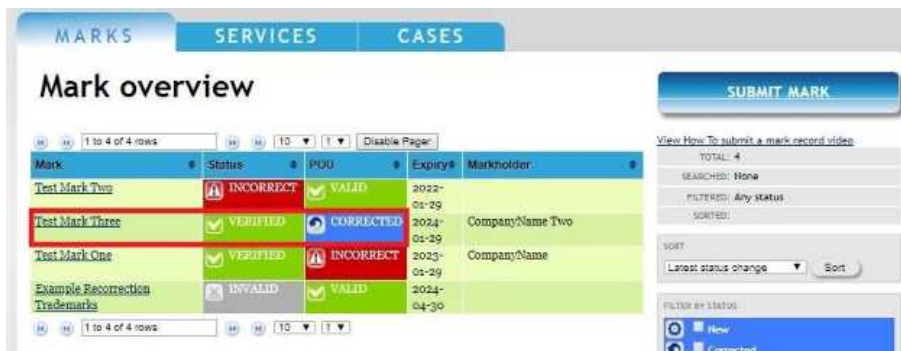 MARKS SERVICES CASES
Mark overview
SUBMIT MARK
1 to 4 of 4 rows 10 1 Disable Pager
View How To submit a mark record video
Mark Status POU Expiry Markholder
TOTAL: 4
SEARCHED: None
FILTERED: Any status
SORTED:
Test Mark Two INCORRECT VALID 2022-
01-29
Test Mark Three VERIFIED CORRECTED 2024-
01-29 CompanyName Two
Test Mark One VERIFIED INCORRECT 2023-
01-29 CompanyName
Example Recorrection
Trademarks INVALID VALID 2024-
04-30
1 to 4 of 4 rows 10 1
SORT
Latest status change Sort
FILTER BY STATUS
New
Corrected